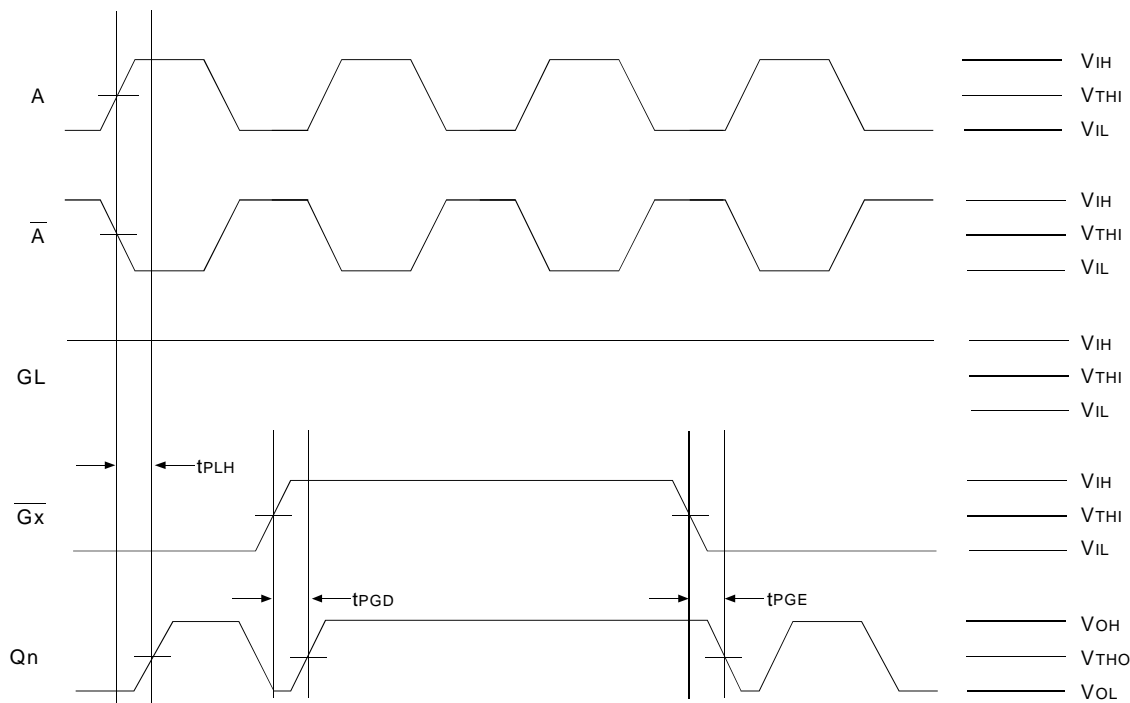 A
VIH
VTHI
VIL
A
VIH
VTHI
VIL
GL
VIH
VTHI
VIL
tPLH
Gx
VIH
VTHI
VIL
tPGD
tPGE
Qn
VOH
VTHO
VOL